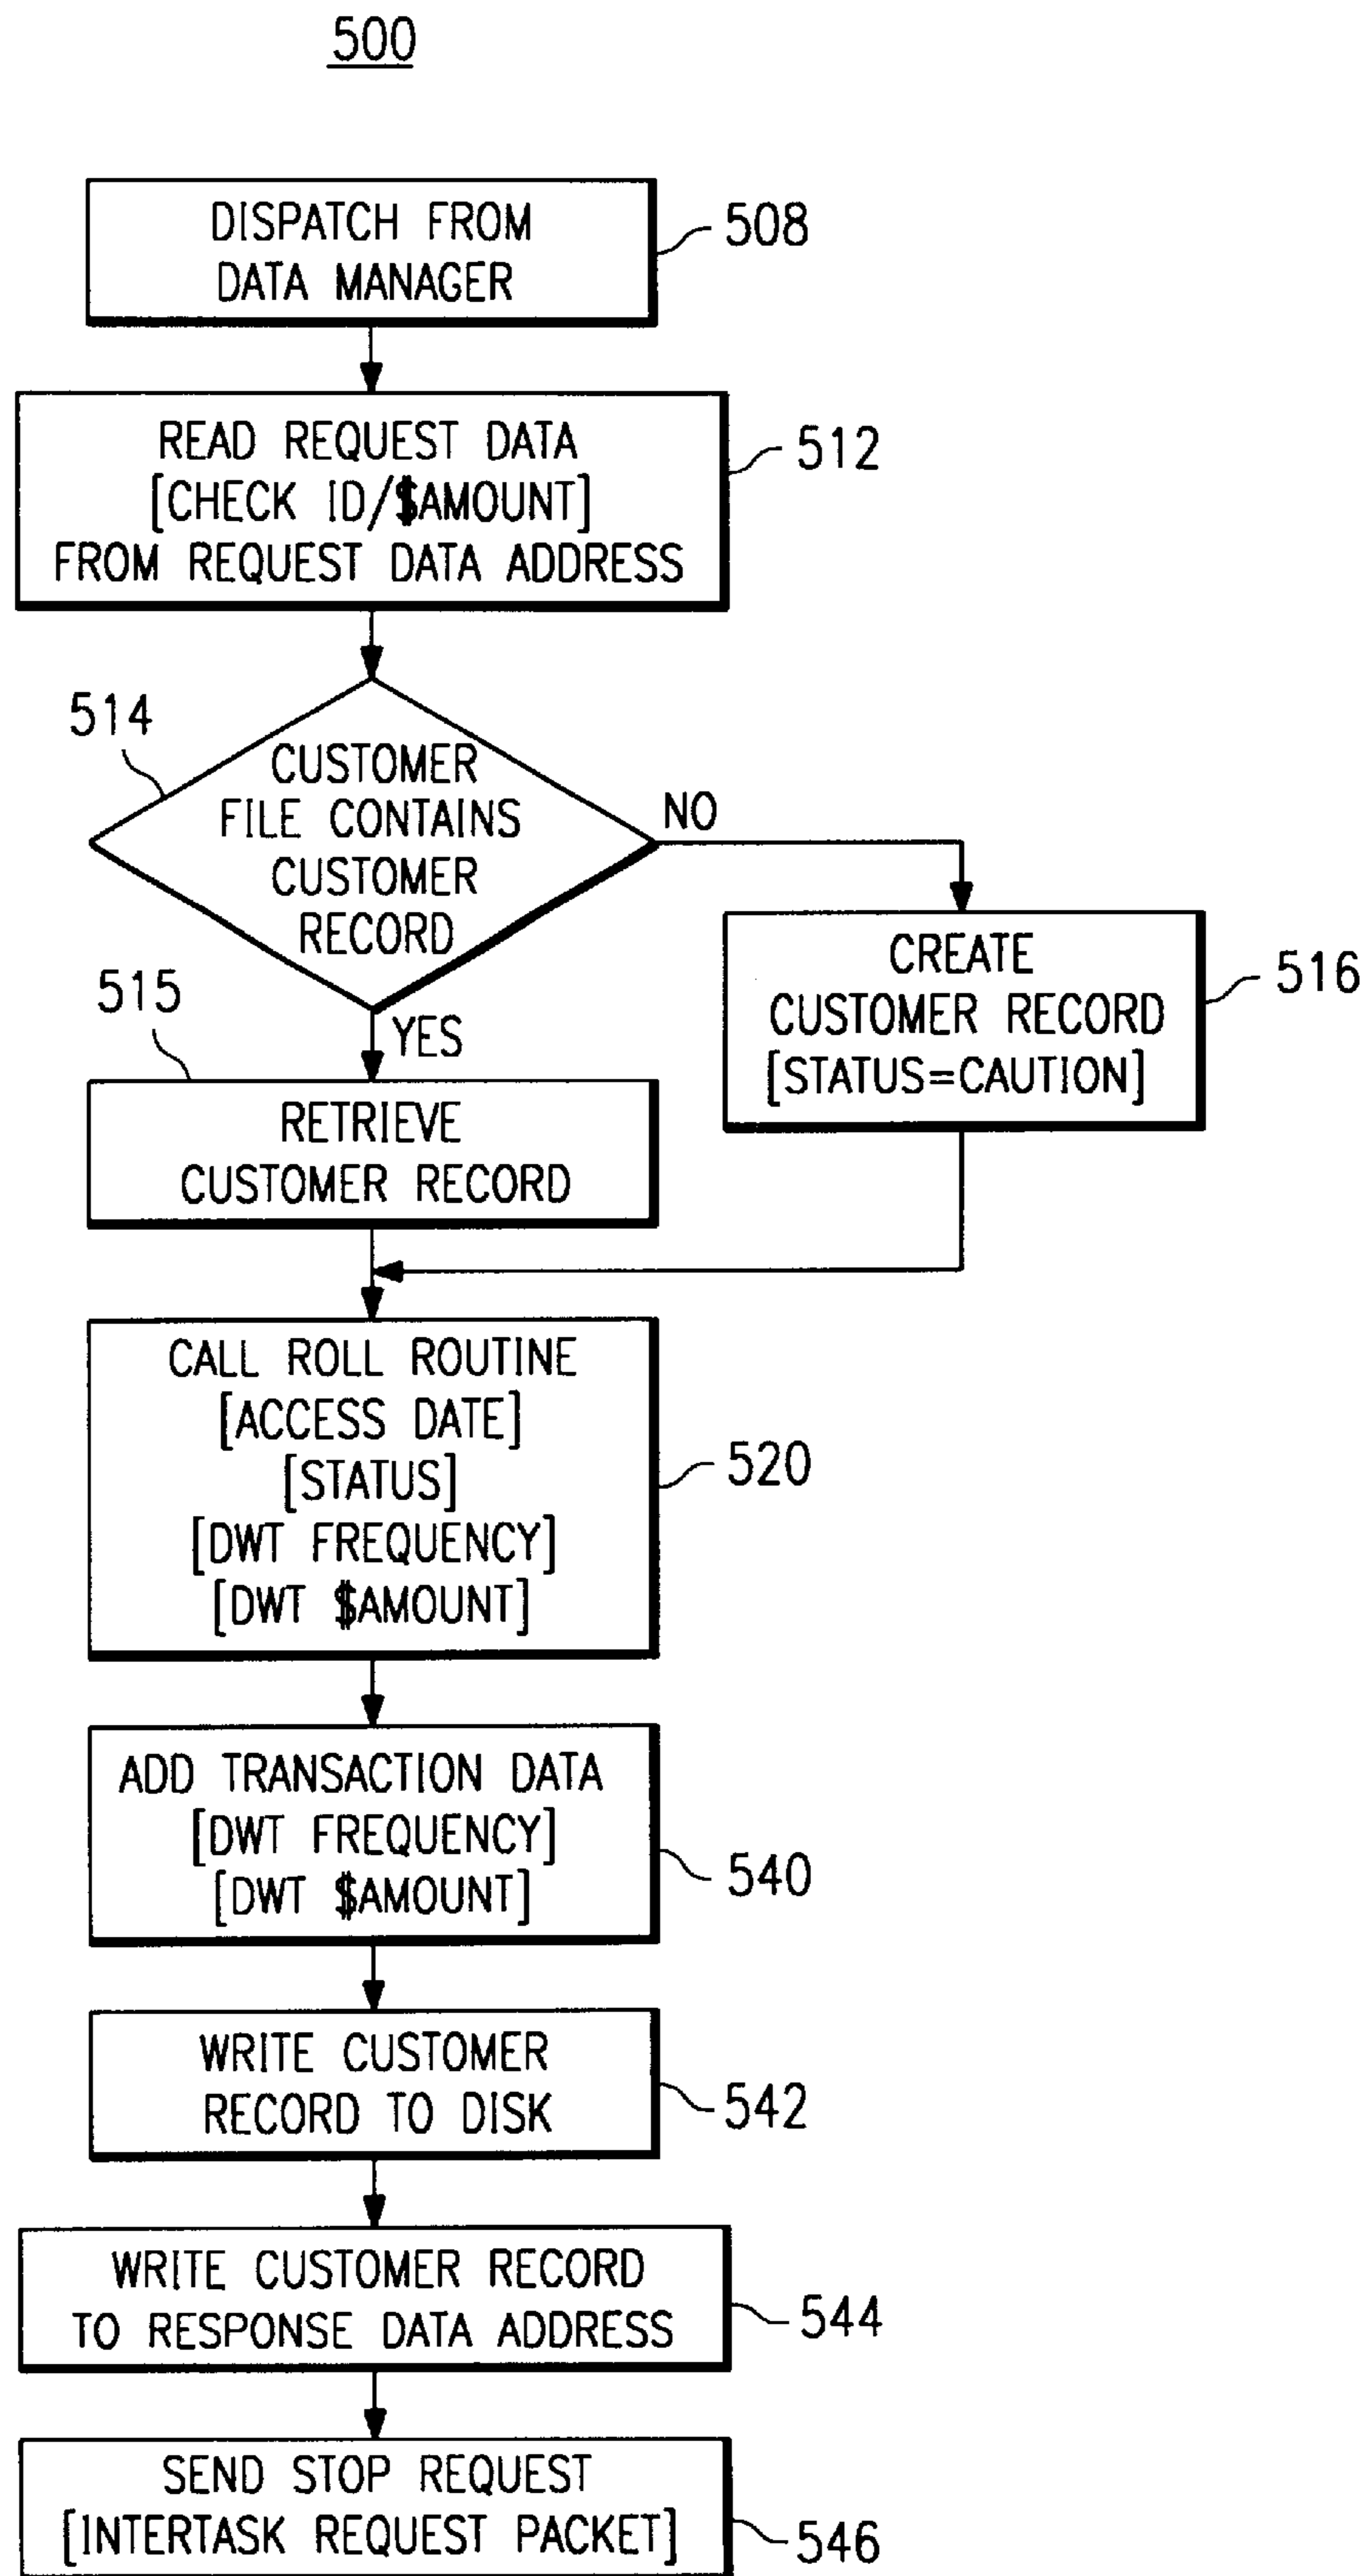 500
DISPATCH FROM
DATA MANAGER
508
READ REQUEST DATA
[CHECK ID/$AMOUNT]
FROM REQUEST DATA ADDRESS
512
514
CUSTOMER
FILE CONTAINS
CUSTOMER
RECORD
NO
YES
CREATE
CUSTOMER RECORD
[STATUS=CAUTION]
516
515
RETRIEVE
CUSTOMER RECORD
CALL ROLL ROUTINE
[ACCESS DATE]
[STATUS]
[DWT FREQUENCY]
[DWT $AMOUNT]
520
ADD TRANSACTION DATA
[DWT FREQUENCY]
[DWT $AMOUNT]
540
WRITE CUSTOMER
RECORD TO DISK
542
WRITE CUSTOMER RECORD
TO RESPONSE DATA ADDRESS
544
SEND STOP REQUEST
[INTERTASK REQUEST PACKET]
546